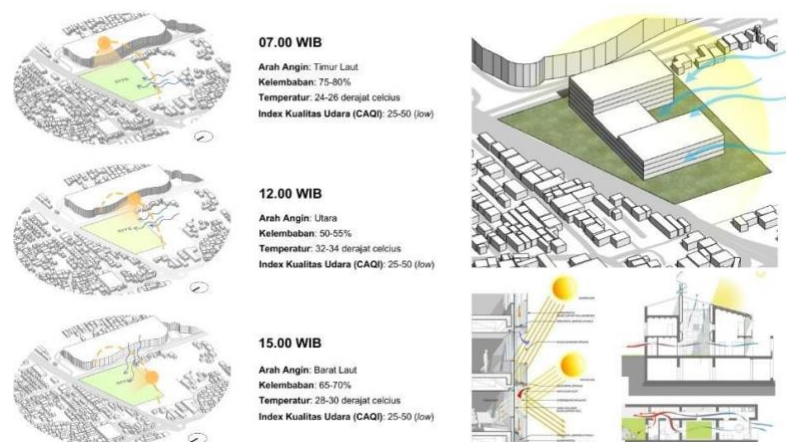 07.00 WIB
Arah Angin: Timur Laut
Kelembaban: 75-80%
Temperatur: 24-26 derajat celcius
Index Kualitas Udara (CAQI): 25-50 (low)
SITE
12.00 WIB
Arah Angin: Utara
Kelembaban: 50-55%
Temperatur: 32-34 derajat celcius
Index Kualitas Udara (CAQI): 25-50 (low)
SITE
15.00 WIB
Arah Angin: Barat Laut
Kelembaban: 65-70%
Temperatur: 28-30 derajat celcius
Index Kualitas Udara (CAQI): 25-50 (low)
SITE